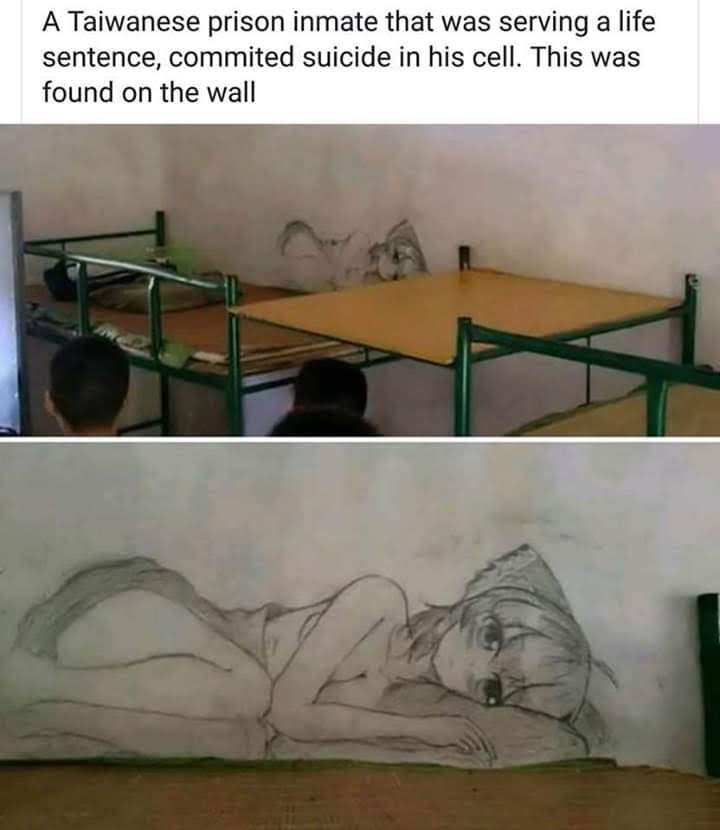 A Taiwanese prison inmate that was serving a life
sentence, commited suicide in his cell. This was
found on the wall